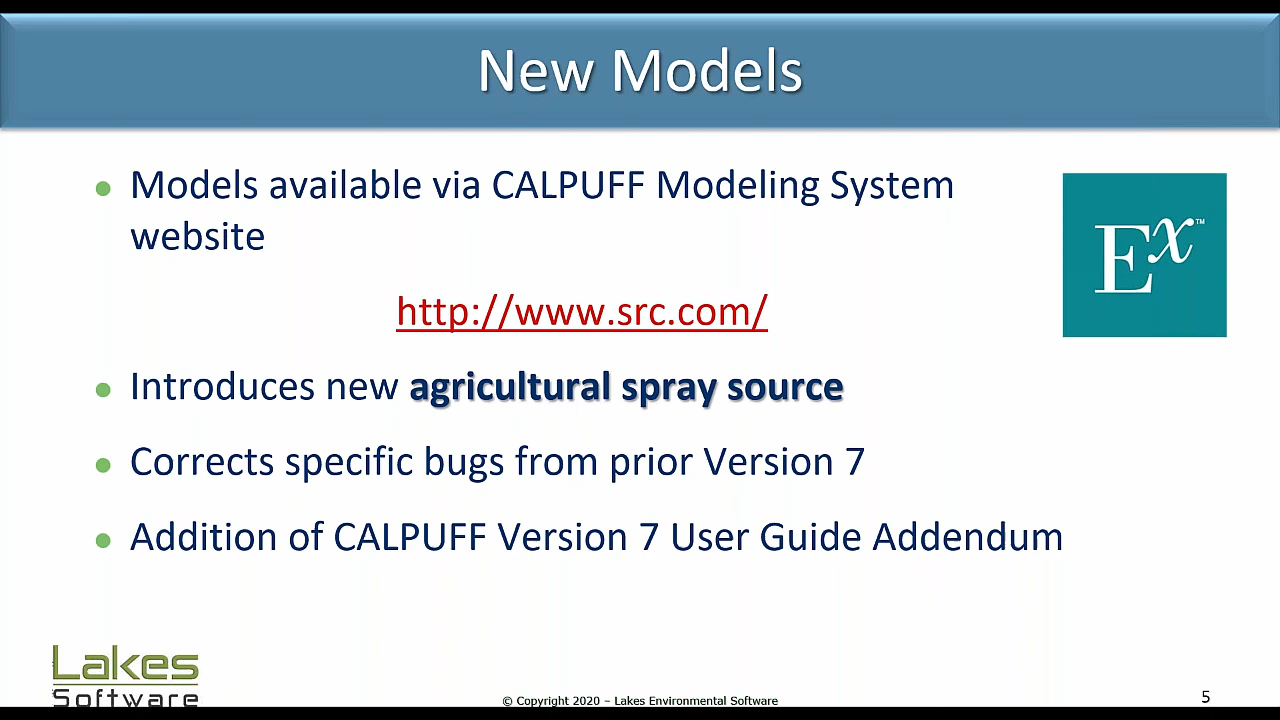 New Models
Models available via CALPUFF Modeling System
website
http://www.src.com/
Ex™
Introduces new agricultural spray source
Corrects specific bugs from prior Version 7
Addition of CALPUFF Version 7 User Guide Addendum
Lakes
Software
© Copyright 2020 – Lakes Environmental Software
5